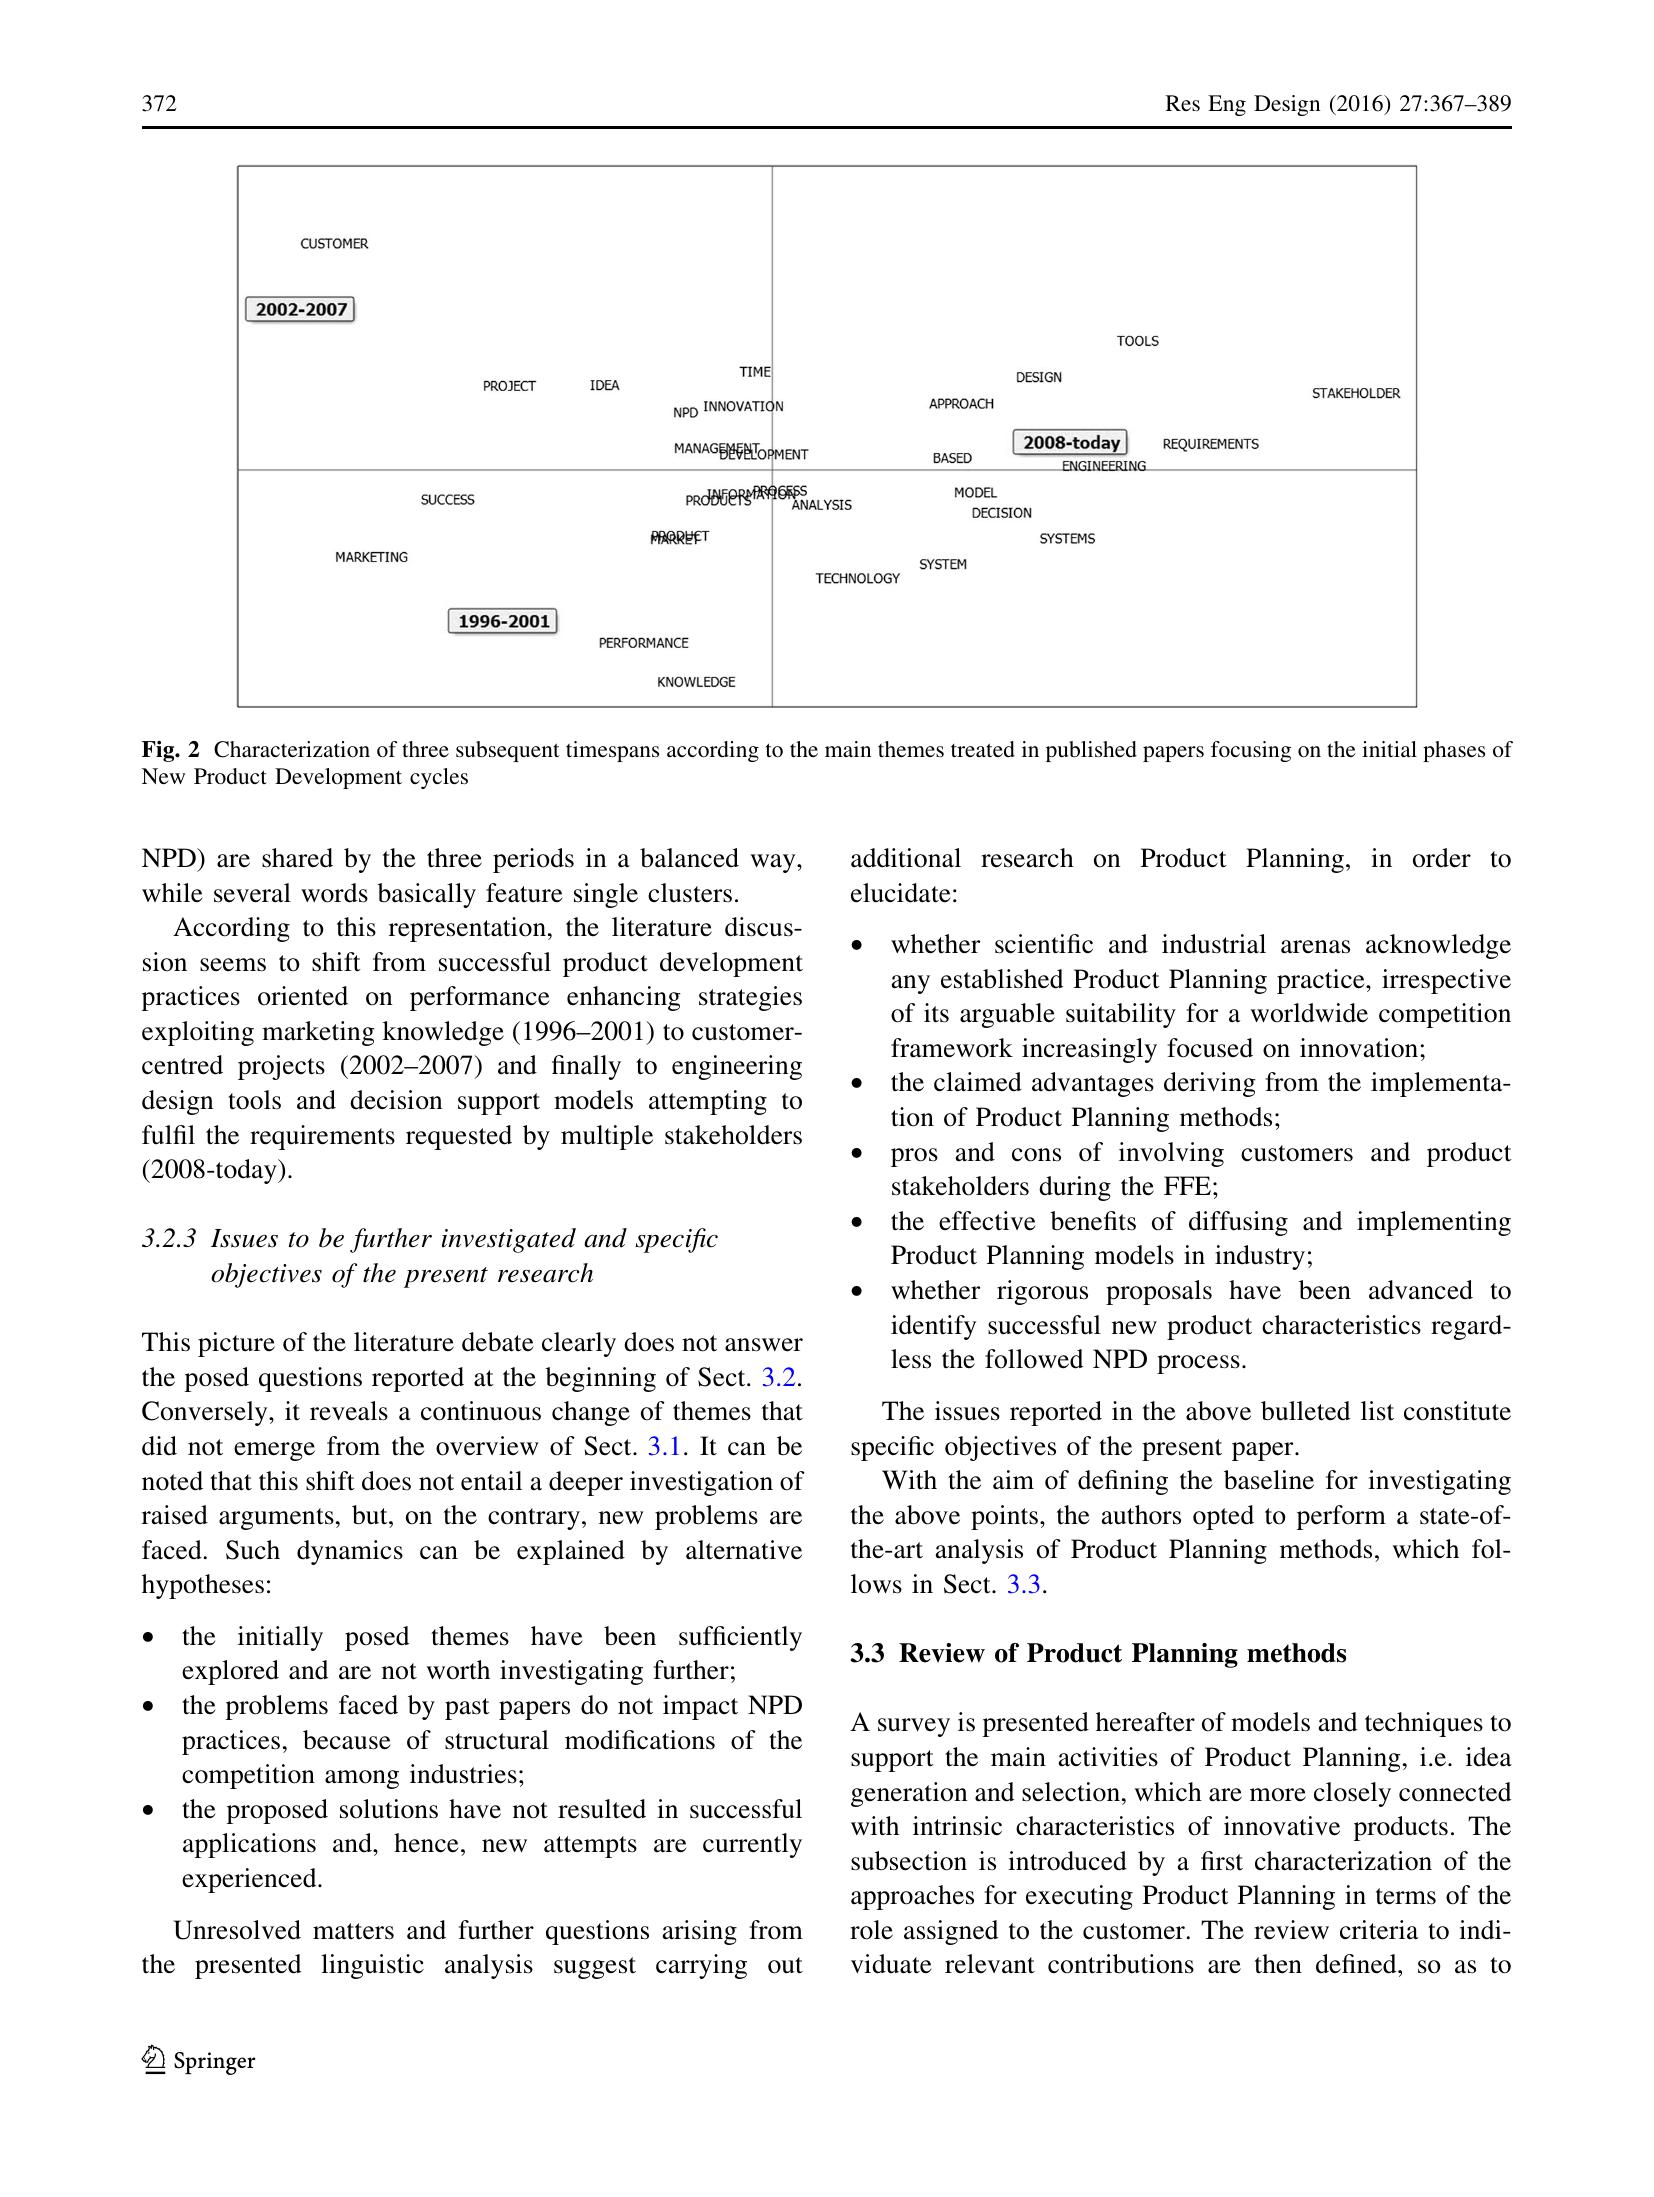 372
Res Eng Design (2016) 27:367–389
CUSTOMER
2002-2007
TOOLS
TIME
DESIGN
PROJECT
IDEA
STAKEHOLDER
NPD
INNOVATION
APPROACH
MANAGEMENT
DEVELOPMENT
2008-today
REQUIREMENTS
BASED
ENGINEERING
SUCCESS
PRODUCTS
INFORMATION
PROCESS
ANALYSIS
MODEL
DECISION
PRODUCT
MARKET
SYSTEMS
MARKETING
SYSTEM
TECHNOLOGY
1996-2001
PERFORMANCE
KNOWLEDGE
Fig. 2 Characterization of three subsequent timespans according to the main themes treated in published papers focusing on the initial phases of
New Product Development cycles
NPD) are shared by the three periods in a balanced way,
while several words basically feature single clusters.
According to this representation, the literature discus-
sion seems to shift from successful product development
practices oriented on performance enhancing strategies
exploiting marketing knowledge (1996–2001) to customer-
centred projects (2002–2007) and finally to engineering
design tools and decision support models attempting to
fulfil the requirements requested by multiple stakeholders
(2008-today).
3.2.3 Issues to be further investigated and specific
objectives of the present research
This picture of the literature debate clearly does not answer
the posed questions reported at the beginning of Sect. 3.2.
Conversely, it reveals a continuous change of themes that
did not emerge from the overview of Sect. 3.1. It can be
noted that this shift does not entail a deeper investigation of
raised arguments, but, on the contrary, new problems are
faced. Such dynamics can be explained by alternative
hypotheses:
• the initially posed themes have been sufficiently
explored and are not worth investigating further;
• the problems faced by past papers do not impact NPD
practices, because of structural modifications of the
competition among industries;
• the proposed solutions have not resulted in successful
applications and, hence, new attempts are currently
experienced.
Unresolved matters and further questions arising from
the presented linguistic analysis suggest carrying out
additional research on Product Planning, in order to
elucidate:
• whether scientific and industrial arenas acknowledge
any established Product Planning practice, irrespective
of its arguable suitability for a worldwide competition
framework increasingly focused on innovation;
• the claimed advantages deriving from the implementa-
tion of Product Planning methods;
• pros and cons of involving customers and product
stakeholders during the FFE;
• the effective benefits of diffusing and implementing
Product Planning models in industry;
• whether rigorous proposals have been advanced to
identify successful new product characteristics regard-
less the followed NPD process.
The issues reported in the above bulleted list constitute
specific objectives of the present paper.
With the aim of defining the baseline for investigating
the above points, the authors opted to perform a state-of-
the-art analysis of Product Planning methods, which fol-
lows in Sect. 3.3.
3.3 Review of Product Planning methods
A survey is presented hereafter of models and techniques to
support the main activities of Product Planning, i.e. idea
generation and selection, which are more closely connected
with intrinsic characteristics of innovative products. The
subsection is introduced by a first characterization of the
approaches for executing Product Planning in terms of the
role assigned to the customer. The review criteria to indi-
viduate relevant contributions are then defined, so as to
Springer